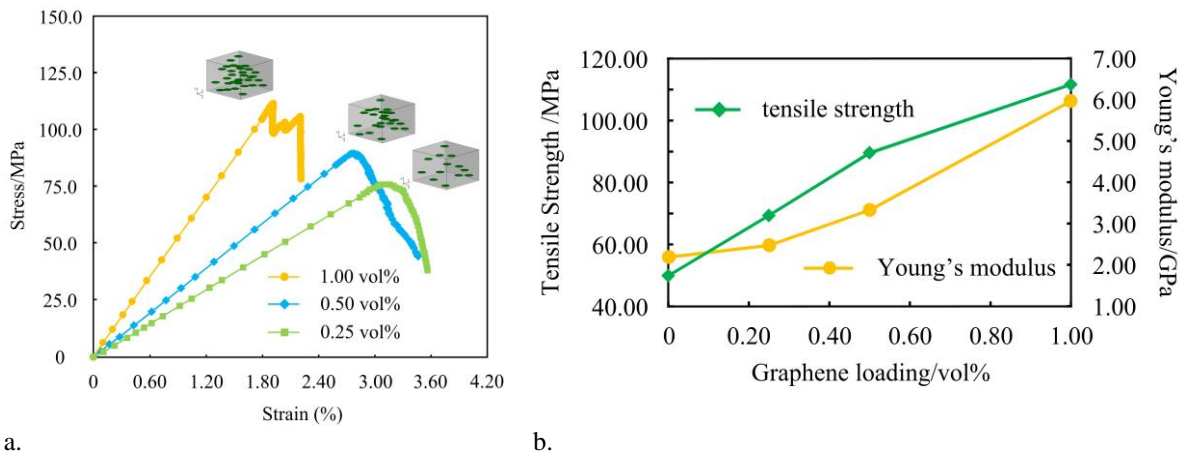 150.0
125.0
100.0
75.0
50.0
25.0
0
Stress/MPa
1.00 vol%
0.50 vol%
0.25 vol%
0 0.60 1.20 1.80 2.40 3.00 3.60 4.20
Strain (%)
a.
120.00
100.00
80.00
60.00
40.00
Tensile Strength /MPa
tensile strength
Young's modulus
7.00
6.00
5.00
4.00
3.00
2.00
1.00
Young's modulus/GPa
0 0.20 0.40 0.60 0.80 1.00
Graphene loading/vol%
b.